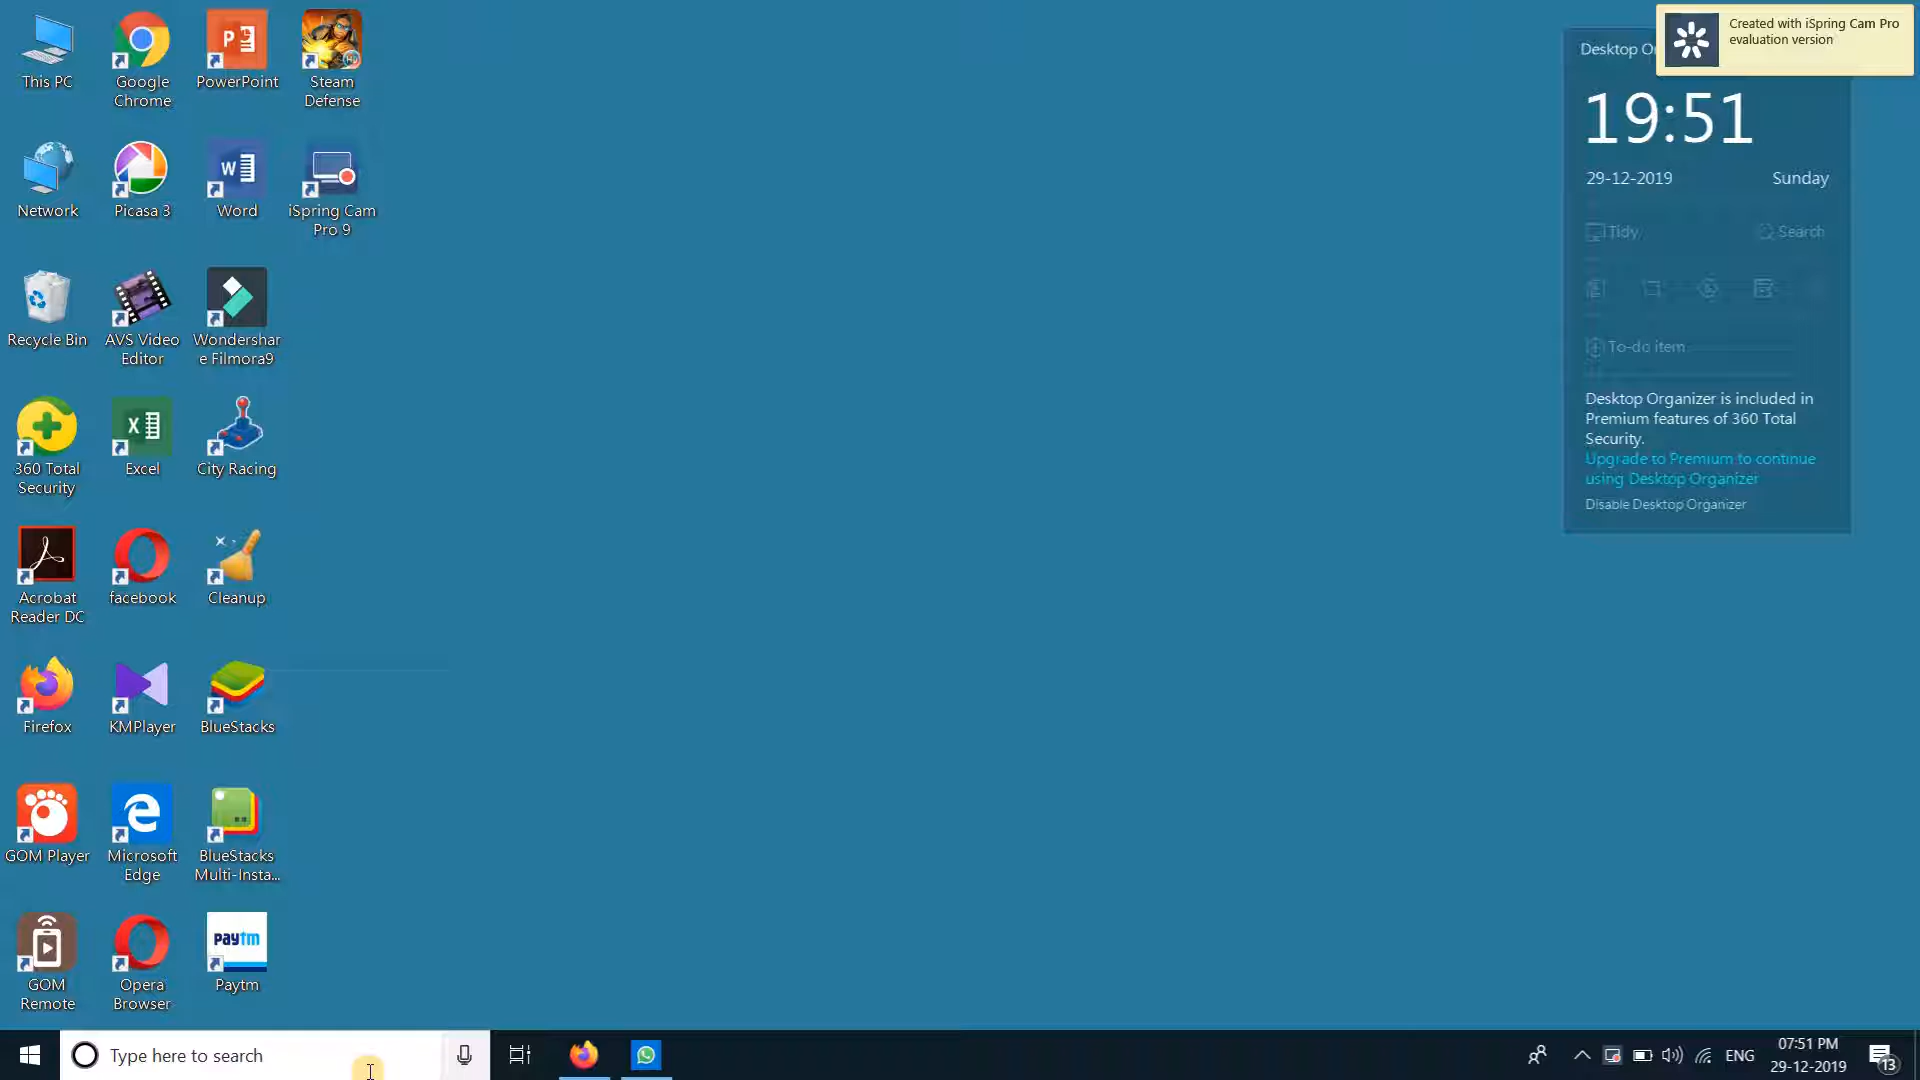 This PC
Google
Chrome
PowerPoint
Steam
Defense
Network
Picasa 3
Word
iSpring Cam
Pro 9
Recycle Bin
AVS Video
Editor
Wondershar
e Filmora9
360 Total
Security
Excel
City Racing
Acrobat
Reader DC
facebook
Cleanup
Firefox
KMPlayer
BlueStacks
GOM Player
Microsoft
Edge
BlueStacks
Multi-Insta...
GOM
Remote
Opera
Browser
paytm
Paytm
Created with iSpring Cam Pro
evaluation version
Desktop O
19:51
29-12-2019 Sunday
Tidy Search
To-do item
Desktop Organizer is included in
Premium features of 360 Total
Security.
Upgrade to Premium to continue
using Desktop Organizer
Disable Desktop Organizer
Type here to search
ENG
07:51 PM
29-12-2019
13